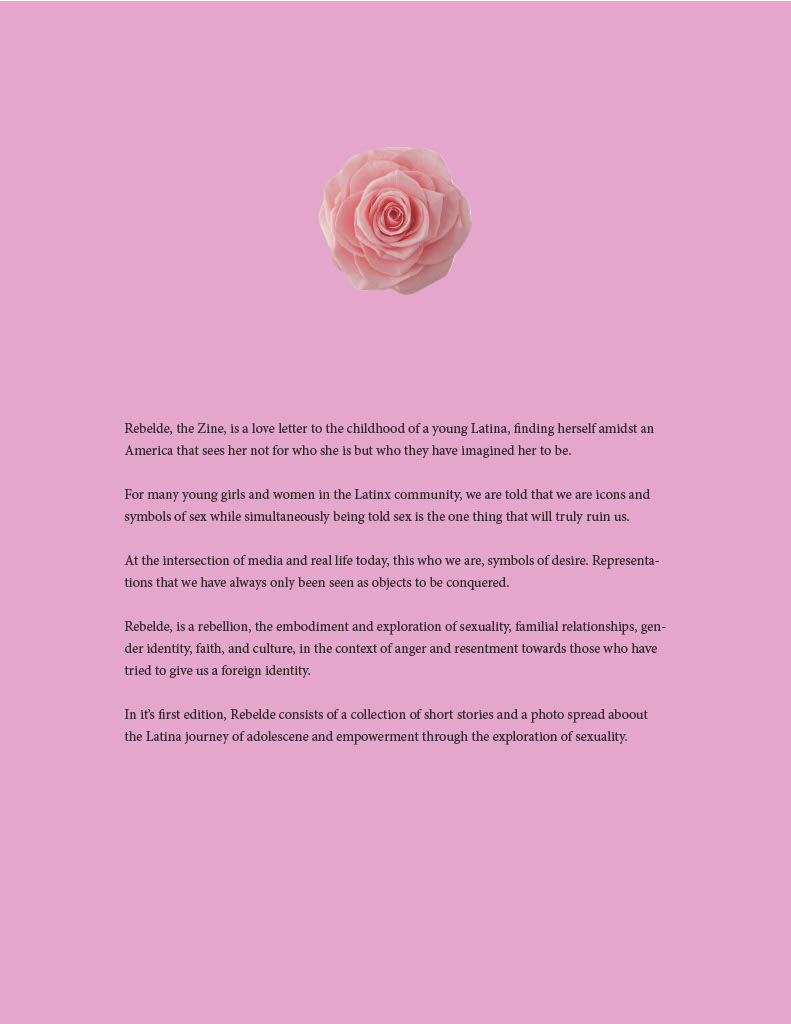 Rebelde, the Zine, is a love letter to the childhood of a young Latina, finding herself amidst an
America that sees her not for who she is but who they have imagined her to be.
For many young girls and women in the Latinx community, we are told that we are icons and
symbols of sex while simultaneously being told sex is the one thing that will truly ruin us.
At the intersection of media and real life today, this who we are, symbols of desire. Representa-
tions that we have always only been seen as objects to be conquered.
Rebelde, is a rebellion, the embodiment and exploration of sexuality, familial relationships, gen-
der identity, faith, and culture, in the context of anger and resentment towards those who have
tried to give us a foreign identity.
In it's first edition, Rebelde consists of a collection of short stories and a photo spread aboout
the Latina journey of adolescene and empowerment through the exploration of sexuality.